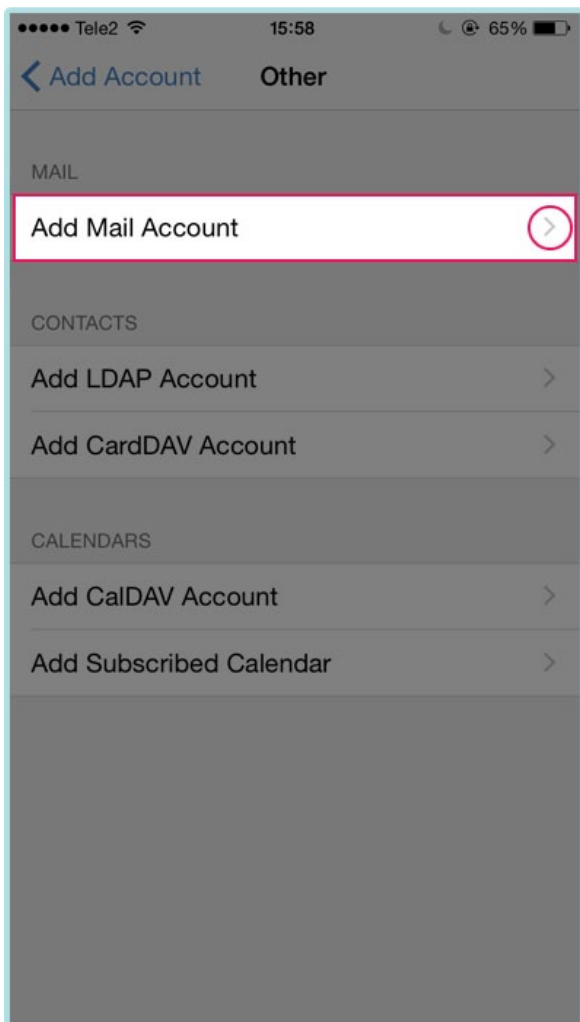 Tele2 15:58 65%
Add Account Other
MAIL
Add Mail Account
CONTACTS
Add LDAP Account
Add CardDAV Account
CALENDARS
Add CalDAV Account
Add Subscribed Calendar